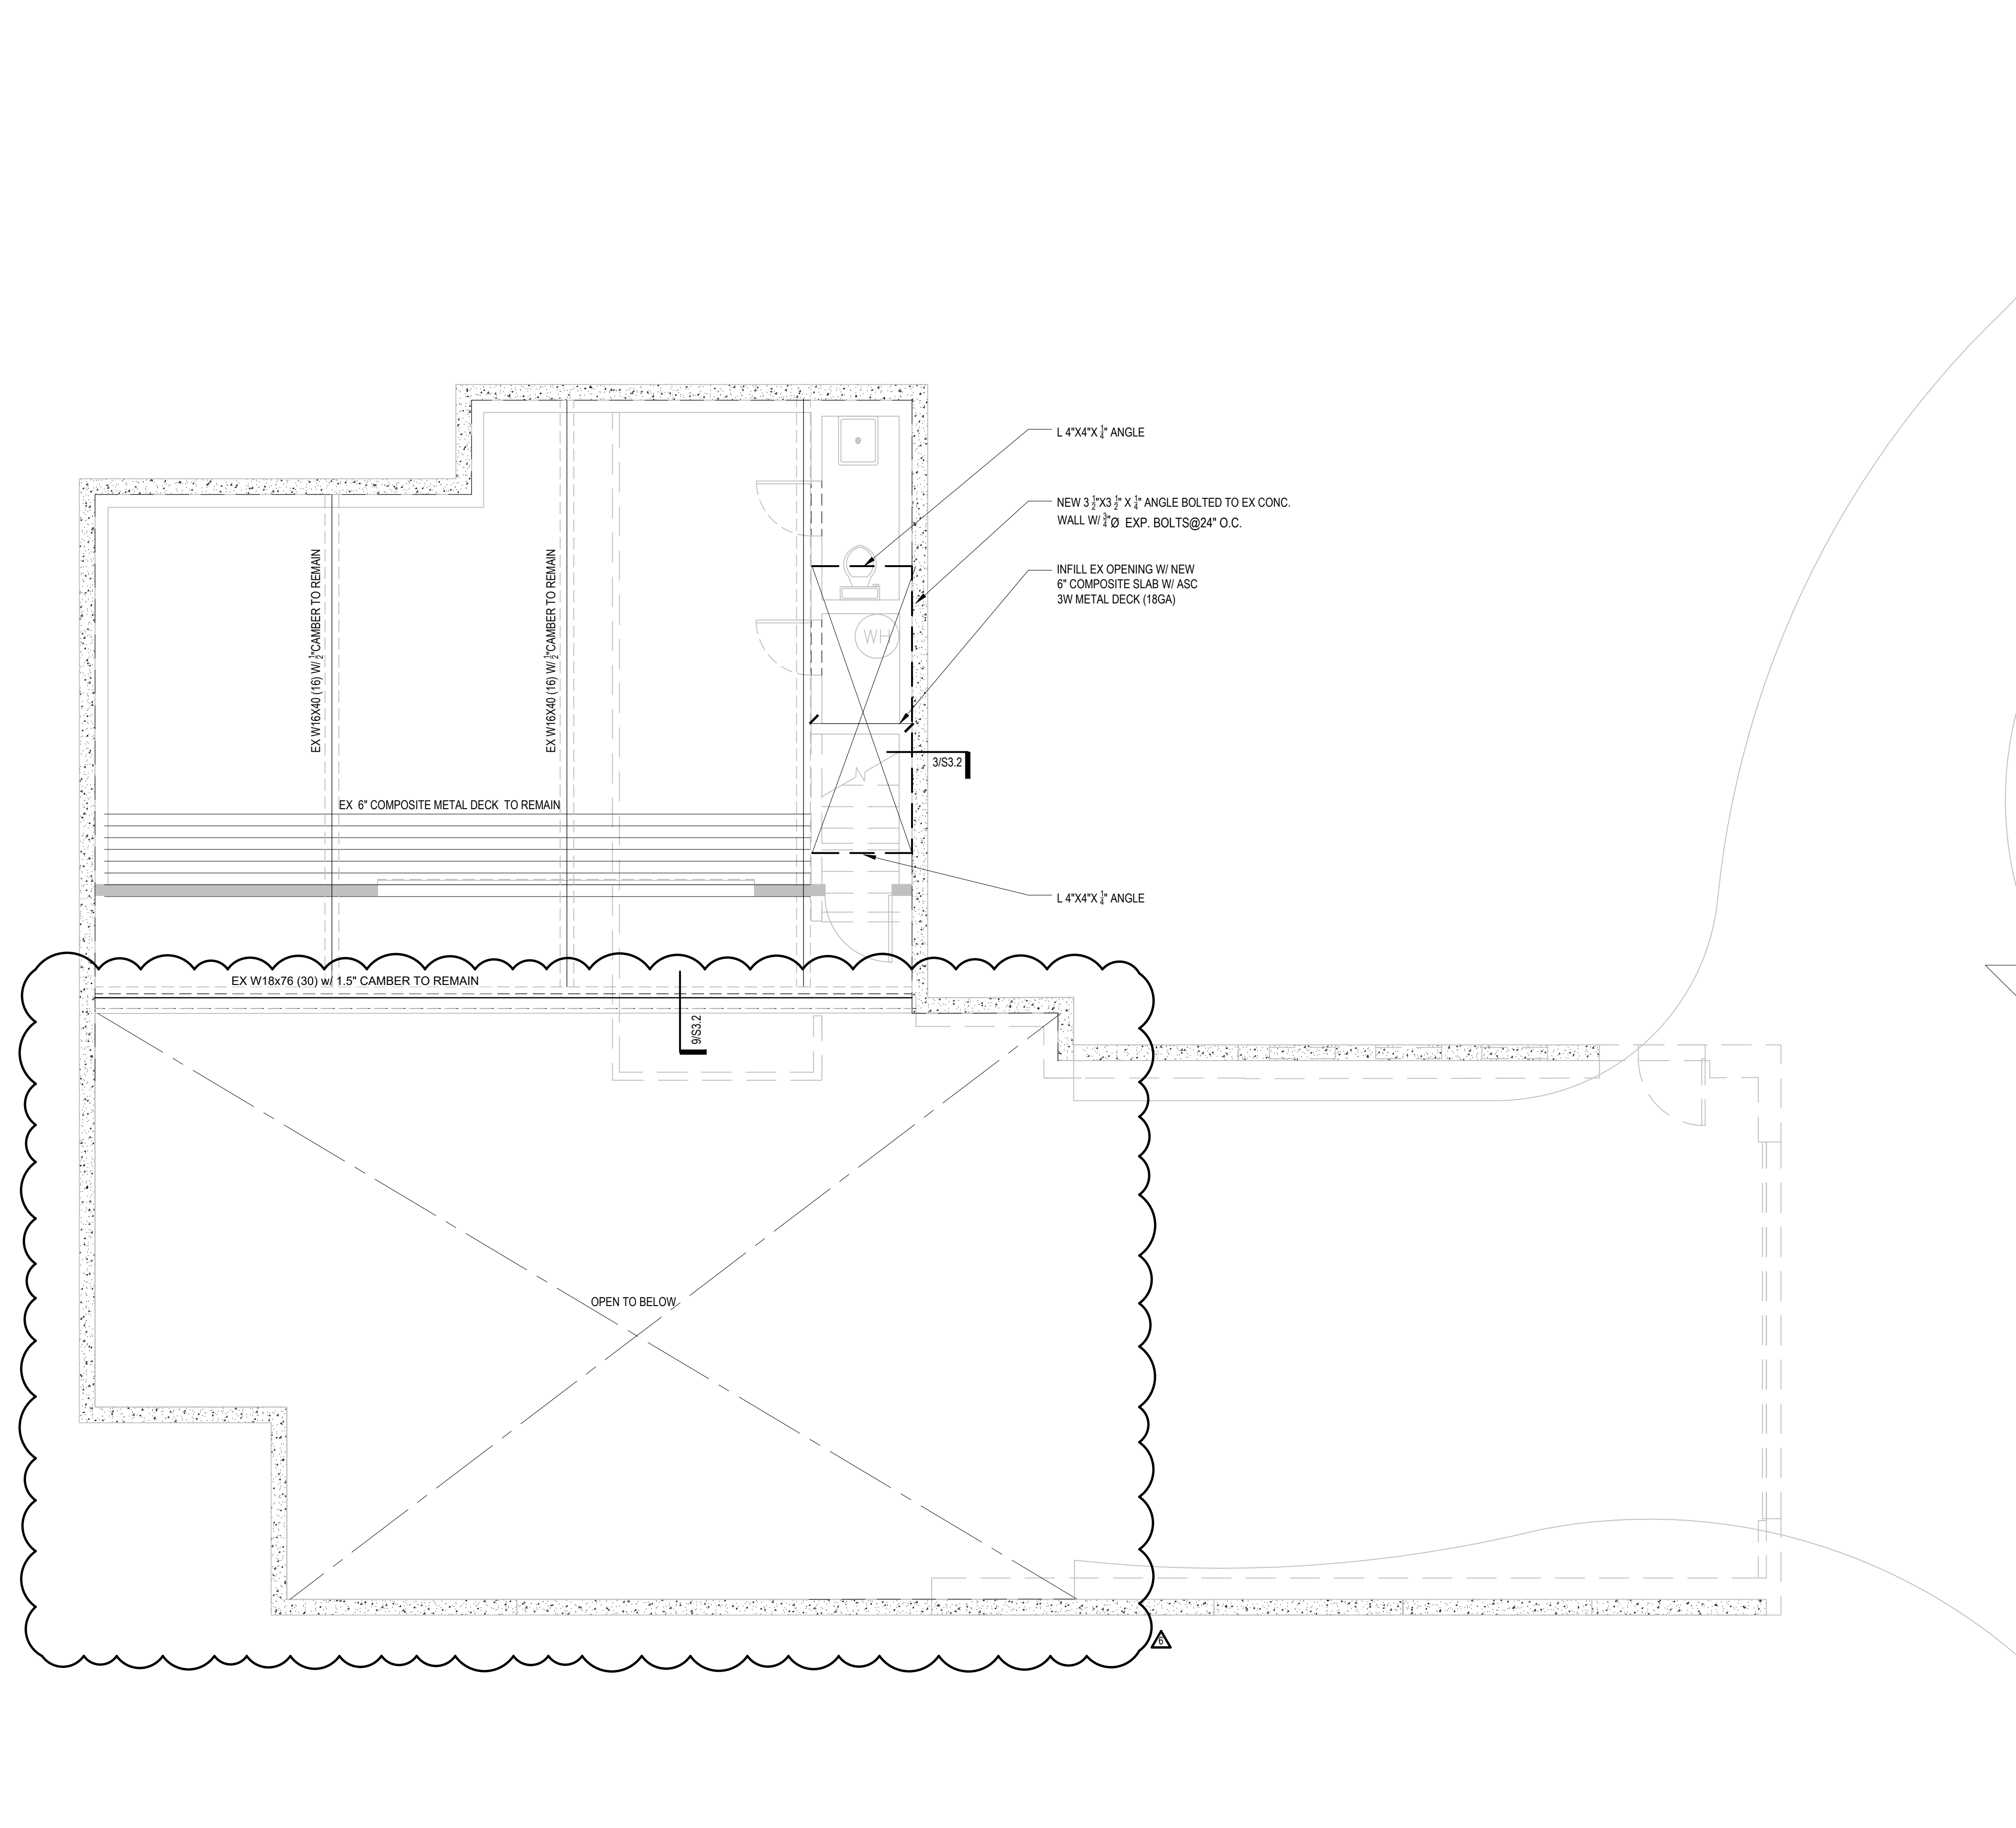 L 4"X4"X 1/4" ANGLE
NEW 3 1/2"X3 1/2" X 1/4" ANGLE BOLTED TO EX CONC.
WALL W/ 3/4"Ø EXP. BOLTS@24" O.C.
INFILL EX OPENING W/ NEW
6" COMPOSITE SLAB W/ ASC
3W METAL DECK (18GA)
EX W16X40 (16) W/ 1/2"CAMBER TO REMAIN
EX W16X40 (16) W/ 1/2"CAMBER TO REMAIN
WH
3/S3.2
EX 6" COMPOSITE METAL DECK TO REMAIN
L 4"X4"X 1/4" ANGLE
EX W18x76 (30) w/ 1.5" CAMBER TO REMAIN
9/S3.2
OPEN TO BELOW
6